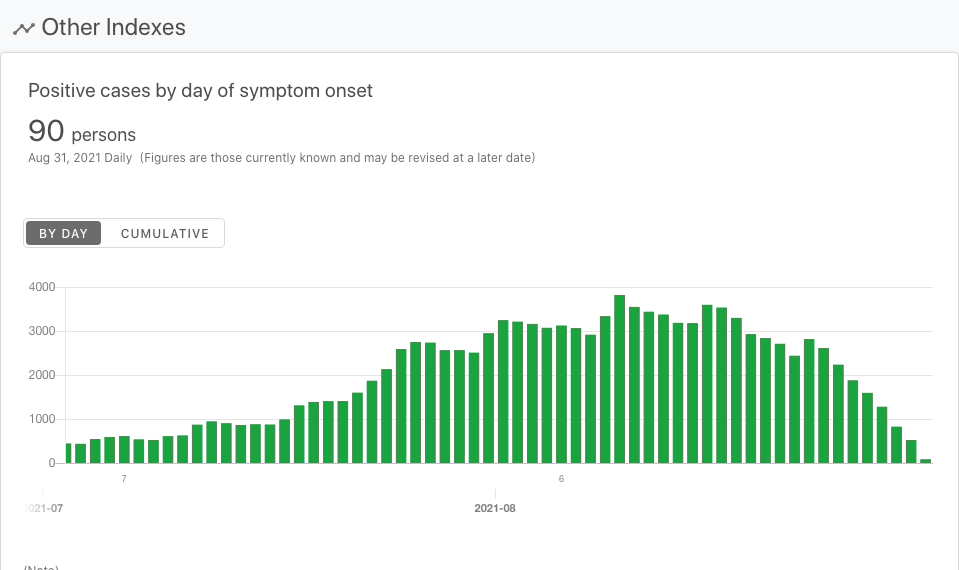 Other Indexes
Positive cases by day of symptom onset
90 persons
Aug 31, 2021 Daily (Figures are those currently known and may be revised at a later date)
BY DAY CUMULATIVE
4000
3000
2000
1000
0
7 6
021-07 2021-08
(Note)